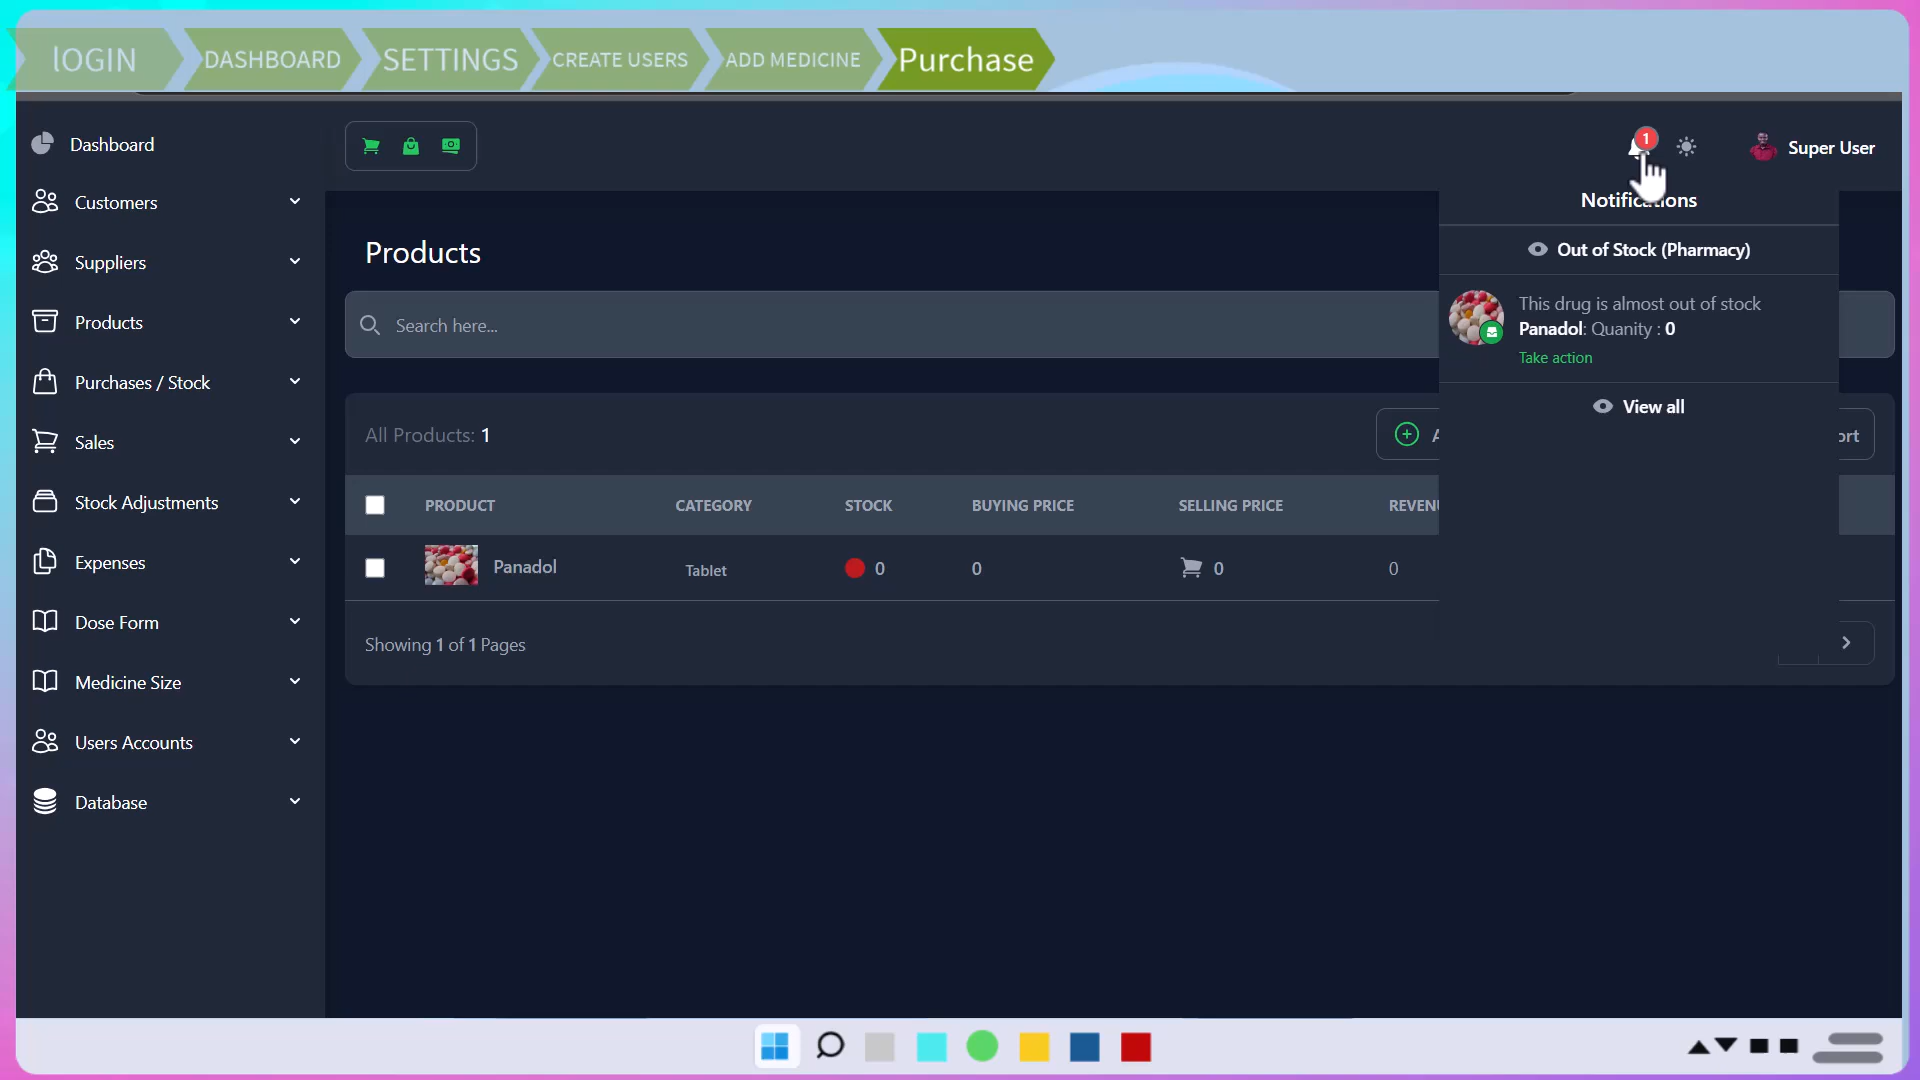 lOGIN
DASHBOARD
SETTINGS
CREATE USERS
ADD MEDICINE
Purchase
Dashboard
1
Super User
Customers
Suppliers
Products
Purchases / Stock
Sales
Stock Adjustments
Expenses
Dose Form
Medicine Size
Users Accounts
Database
Products
Search here...
All Products: 1
PRODUCT CATEGORY STOCK BUYING PRICE SELLING PRICE REVENU
Panadol Tablet 0 0 0 0
Showing 1 of 1 Pages
Notifications
Out of Stock (Pharmacy)
This drug is almost out of stock
Panadol: Quanity : 0
Take action
View all
ort